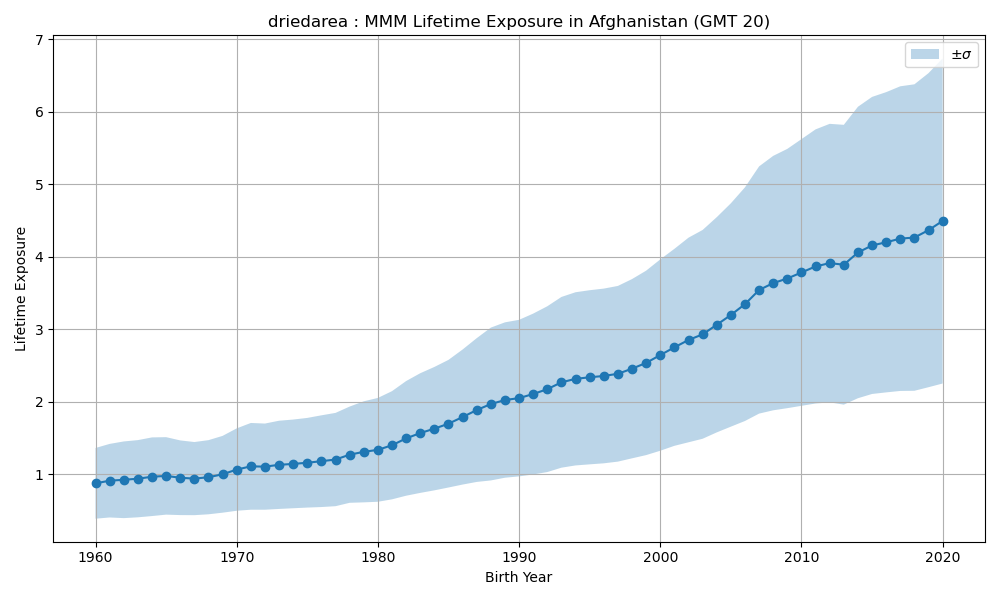 driedarea : MMM Lifetime Exposure in Afghanistan (GMT 20)
±σ
Lifetime Exposure
7
6
5
4
3
2
1
1960 1970 1980 1990 2000 2010 2020
Birth Year